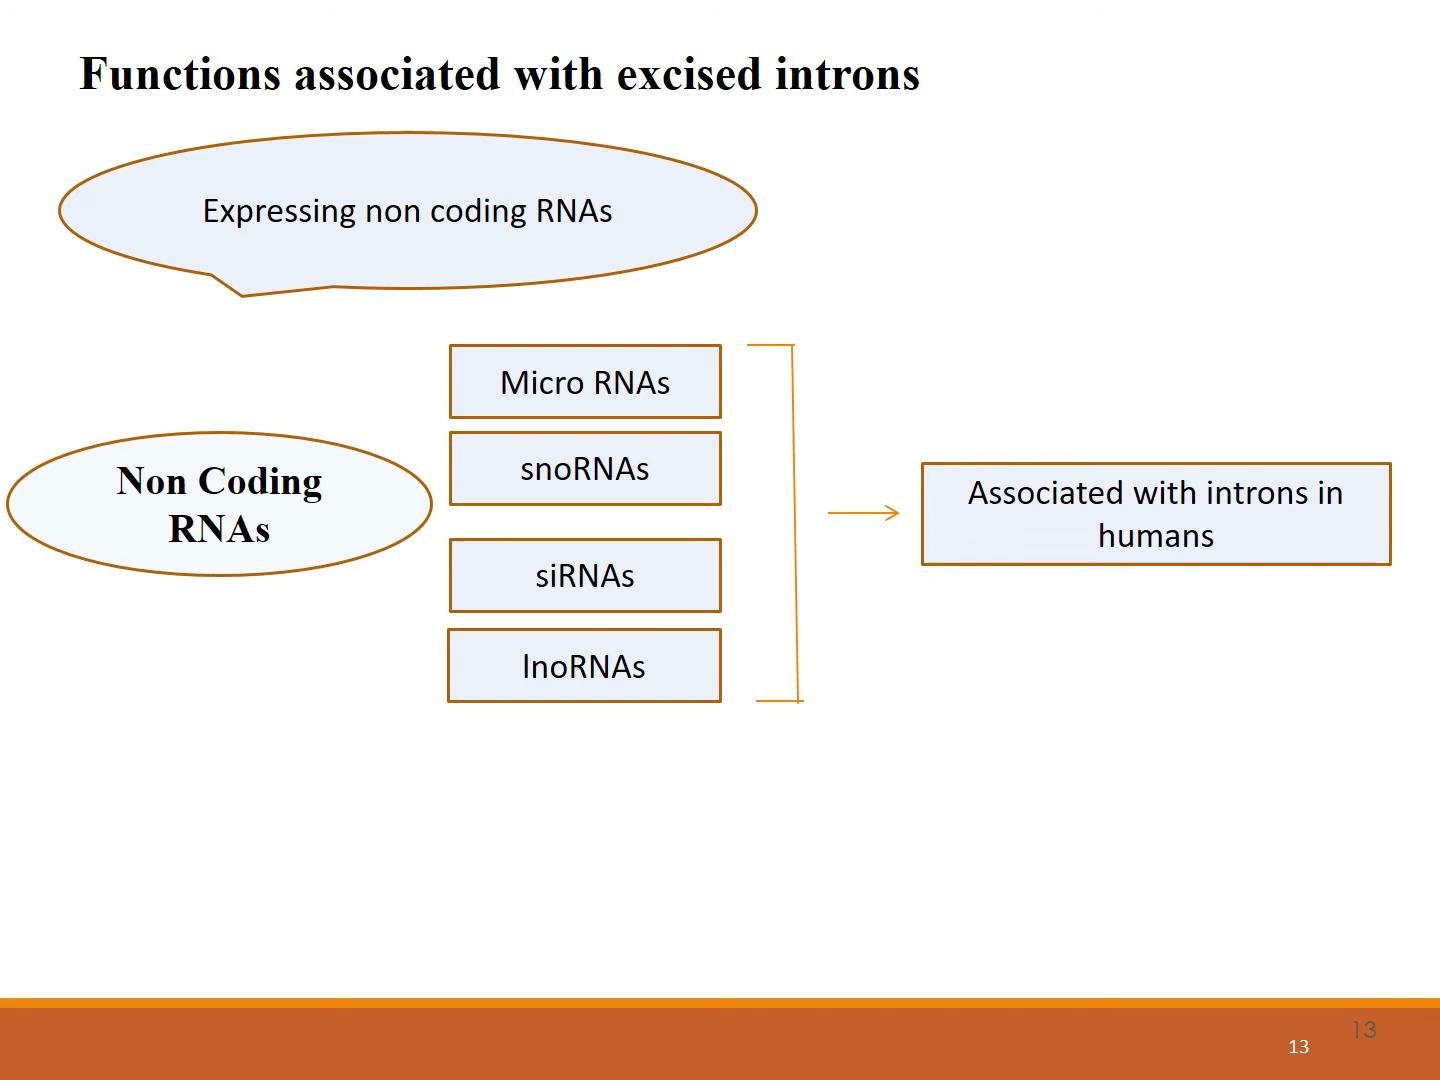 Functions associated with excised introns
Expressing non coding RNAs
Micro RNAs
snoRNAs
Non Coding
RNAs
siRNAs
lnoRNAs
Associated with introns in
humans
13
13